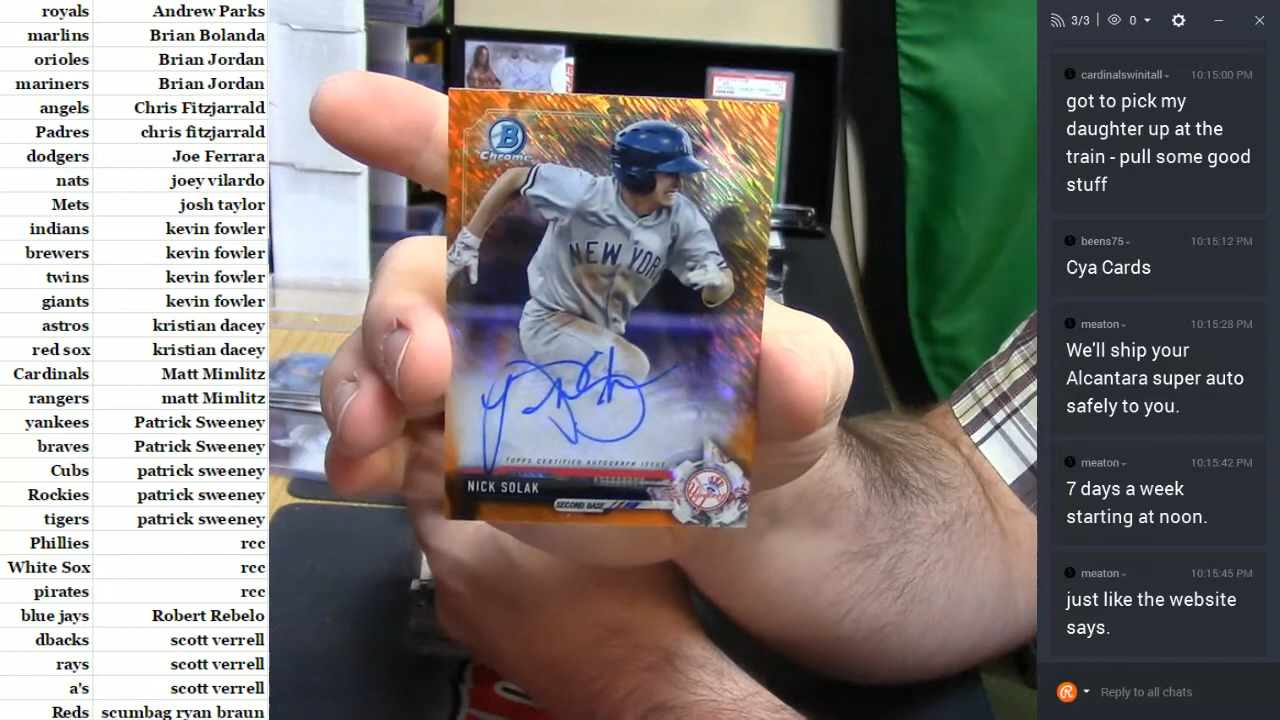 royals Andrew Parks
marlins Brian Bolanda
orioles Brian Jordan
mariners Brian Jordan
angels Chris Fitzjarrald
Padres chris fitzjarrald
dodgers Joe Ferrara
nats joey vilardo
Mets josh taylor
indians kevin fowler
brewers kevin fowler
twins kevin fowler
giants kevin fowler
astros kristian dacey
red sox kristian dacey
Cardinals Matt Mimlitz
rangers matt Mimlitz
yankees Patrick Sweeney
braves Patrick Sweeney
Cubs patrick sweeney
Rockies patrick sweeney
tigers patrick sweeney
Phillies rcc
White Sox rcc
pirates rcc
blue jays Robert Rebelo
dbacks scott verrell
rays scott verrell
a's scott verrell
Reds scumbag ryan braun
B
Chrome
NEW YOR
TOPPS CERTIFIED AUTOGRAPH ISSUE
NICK SOLAK
SECOND BASE
Yankees
3/3 0
cardinalswinitall 10:15:00 PM
got to pick my
daughter up at the
train - pull some good
stuff
beens75 10:15:12 PM
Cya Cards
meaton 10:15:28 PM
We'll ship your
Alcantara super auto
safely to you.
meaton 10:15:42 PM
7 days a week
starting at noon.
meaton 10:15:45 PM
just like the website
says.
Reply to all chats